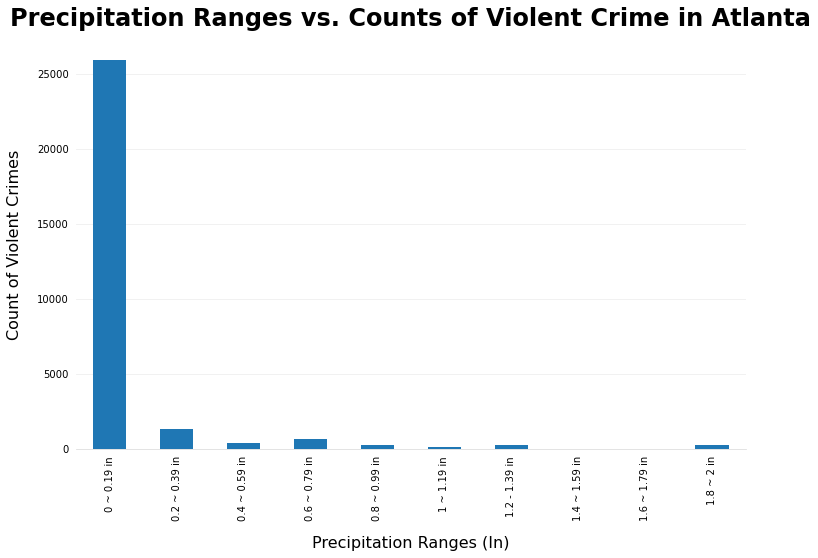 Precipitation Ranges vs. Counts of Violent Crime in Atlanta
Count of Violent Crimes
25000
20000
15000
10000
5000
0
0 ~ 0.19 in
0.2 ~ 0.39 in
0.4 ~ 0.59 in
0.6 ~ 0.79 in
0.8 ~ 0.99 in
1 ~ 1.19 in
1.2 - 1.39 in
1.4 ~ 1.59 in
1.6 ~ 1.79 in
1.8 ~ 2 in
Precipitation Ranges (In)